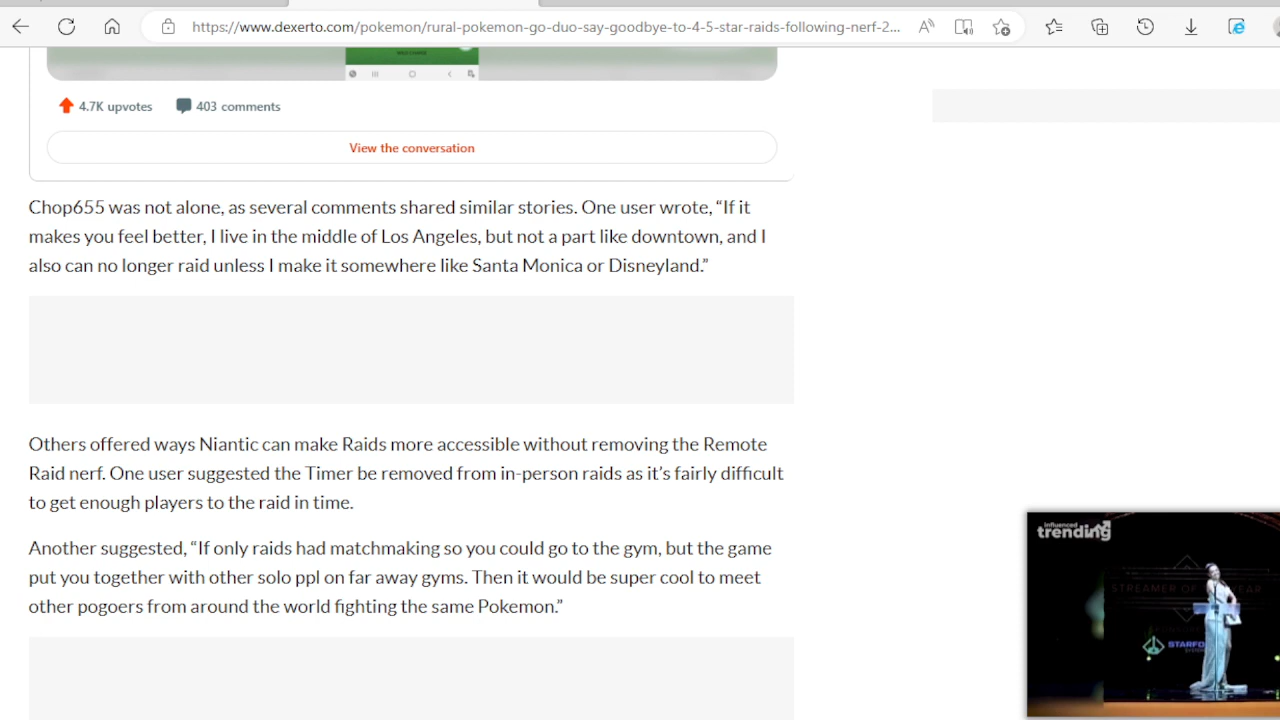 https://www.dexerto.com/pokemon/rural-pokemon-go-duo-say-goodbye-to-4-5-star-raids-following-nerf-2...
4.7K upvotes 403 comments
View the conversation
Chop655 was not alone, as several comments shared similar stories. One user wrote, “If it
makes you feel better, I live in the middle of Los Angeles, but not a part like downtown, and I
also can no longer raid unless I make it somewhere like Santa Monica or Disneyland.”
Others offered ways Niantic can make Raids more accessible without removing the Remote
Raid nerf. One user suggested the Timer be removed from in-person raids as it’s fairly difficult
to get enough players to the raid in time.
Another suggested, “If only raids had matchmaking so you could go to the gym, but the game
put you together with other solo ppl on far away gyms. Then it would be super cool to meet
other pogoers from around the world fighting the same Pokemon.”
influenced
trending
STREAMER OF YEAR